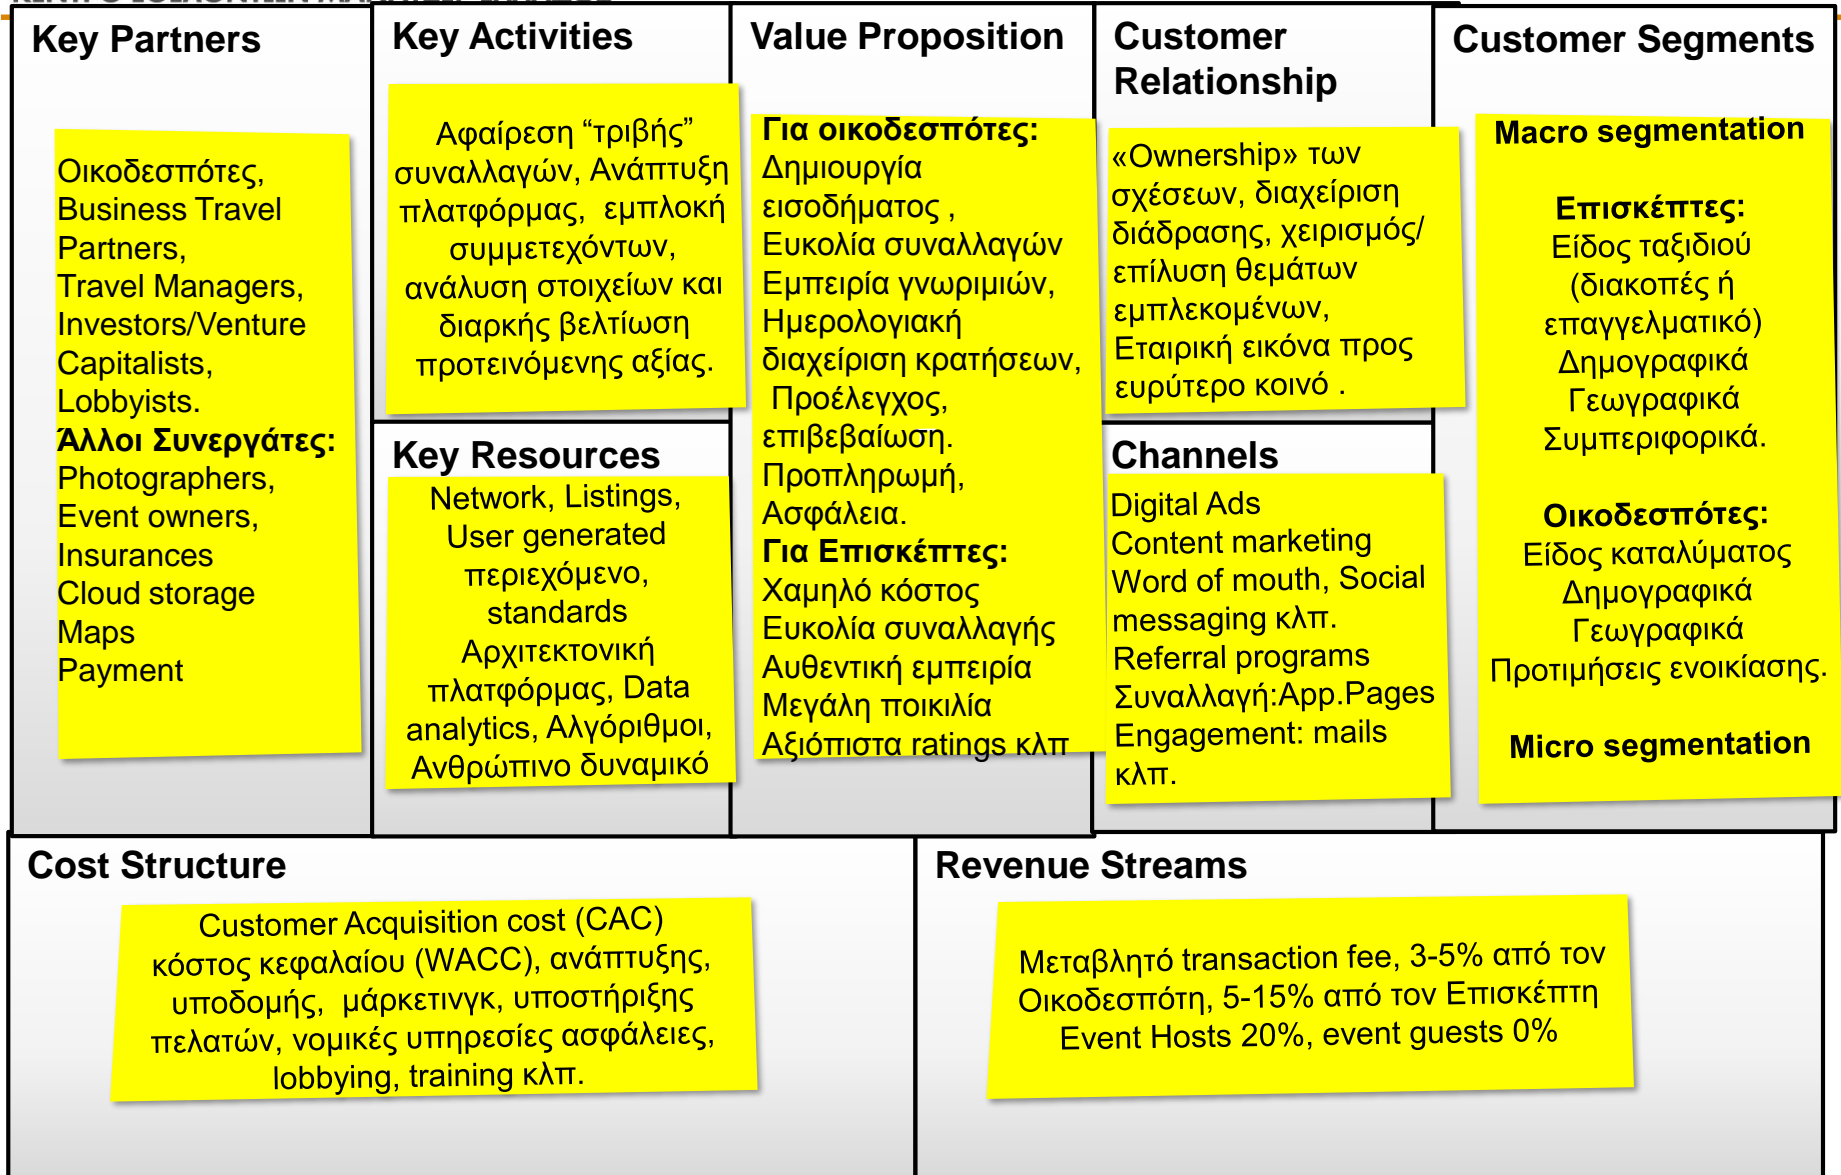 Key Partners
Οικοδεσπότες,
Business Travel
Partners,
Travel Managers,
Investors/Venture
Capitalists,
Lobbyists.
Άλλοι Συνεργάτες:
Photographers,
Event owners,
Insurances
Cloud storage
Maps
Payment
Key Activities
Αφαίρεση “τριβής”
συναλλαγών, Ανάπτυξη
πλατφόρμας, εμπλοκή
συμμετεχόντων,
ανάλυση στοιχείων και
διαρκής βελτίωση
προτεινόμενης αξίας.
Key Resources
Network, Listings,
User generated
περιεχόμενο,
standards
Αρχιτεκτονική
πλατφόρμας, Data
analytics, Αλγόριθμοι,
Ανθρώπινο δυναμικό
Value Proposition
Για οικοδεσπότες:
Δημιουργία
εισοδήματος ,
Ευκολία συναλλαγών
Εμπειρία γνωριμιών,
Ημερολογιακή
διαχείριση κρατήσεων,
Προέλεγχος,
επιβεβαίωση.
Προπληρωμή,
Ασφάλεια.
Για Επισκέπτες:
Χαμηλό κόστος
Ευκολία συναλλαγής
Αυθεντική εμπειρία
Μεγάλη ποικιλία
Αξιόπιστα ratings κλπ
Customer
Relationship
«Ownership» των
σχέσεων, διαχείριση
διάδρασης, χειρισμός/
επίλυση θεμάτων
εμπλεκομένων,
Εταιρική εικόνα προς
ευρύτερο κοινό .
Channels
Digital Ads
Content marketing
Word of mouth, Social
messaging κλπ.
Referral programs
Συναλλαγή:App.Pages
Engagement: mails
κλπ.
Customer Segments
Macro segmentation
Επισκέπτες:
Είδος ταξιδιού
(διακοπές ή
επαγγελματικό)
Δημογραφικά
Γεωγραφικά
Συμπεριφορικά.
Οικοδεσπότες:
Είδος καταλύματος
Δημογραφικά
Γεωγραφικά
Προτιμήσεις ενοικίασης.
Micro segmentation
Cost Structure
Customer Acquisition cost (CAC)
κόστος κεφαλαίου (WACC), ανάπτυξης,
υποδομής, μάρκετινγκ, υποστήριξης
πελατών, νομικές υπηρεσίες ασφάλειες,
lobbying, training κλπ.
Revenue Streams
Μεταβλητό transaction fee, 3-5% από τον
Οικοδεσπότη, 5-15% από τον Επισκέπτη
Event Hosts 20%, event guests 0%